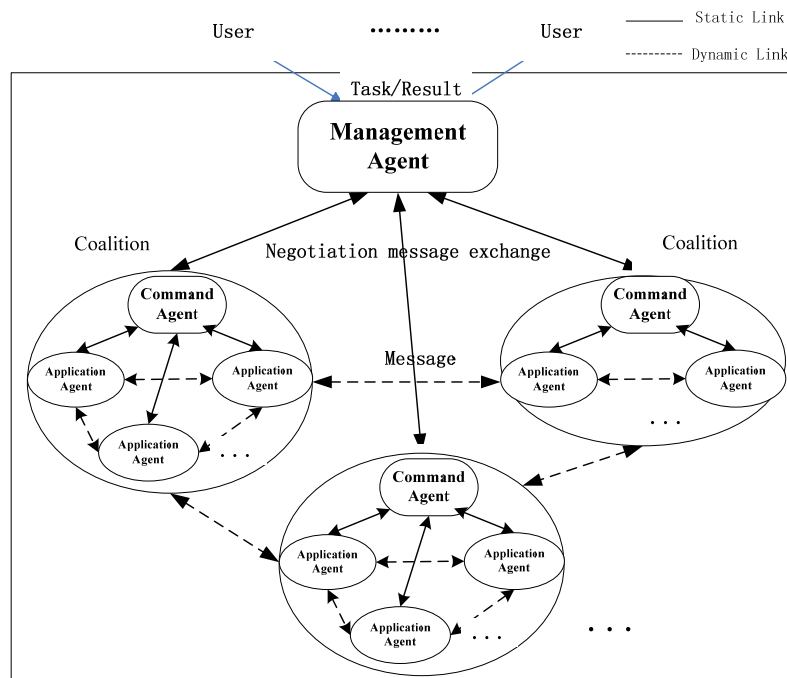 User ········· User
Static Link
Dynamic Link
Task/Result
Management
Agent
Coalition
Coalition
Negotiation message exchange
Command
Agent
Application
Agent
Application
Agent
Application
Agent
...
Message
Command
Agent
Application
Agent
Application
Agent
...
Command
Agent
Application
Agent
Application
Agent
Application
Agent
...
...